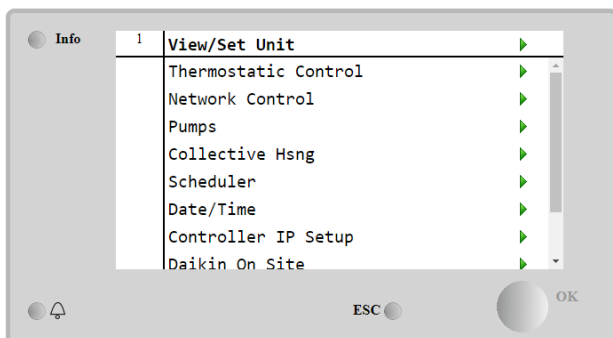 Info
1
View/Set Unit
Thermostatic Control
Network Control
Pumps
Collective Hsng
Scheduler
Date/Time
Controller IP Setup
Daikin On Site
ESC
OK